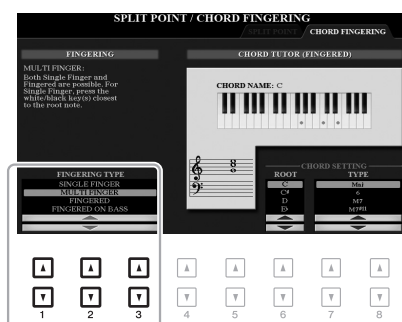 SPLIT POINT / CHORD FINGERING
SPLIT POINT
CHORD FINGERING
FINGERING
MULTI FINGER:
Both Single Finger and
Fingered are possible. For
Single Finger, press the
white/black key(s) closest
to the root note.
CHORD TUTOR (FINGERED)
CHORD NAME: C
FINGERING TYPE
SINGLE FINGER
MULTI FINGER
FINGERED
FINGERED ON BASS
CHORD SETTING
ROOT
TYPE
C
C#
D
E♭
Maj
6
M7
M7#11
1 2 3 4 5 6 7 8